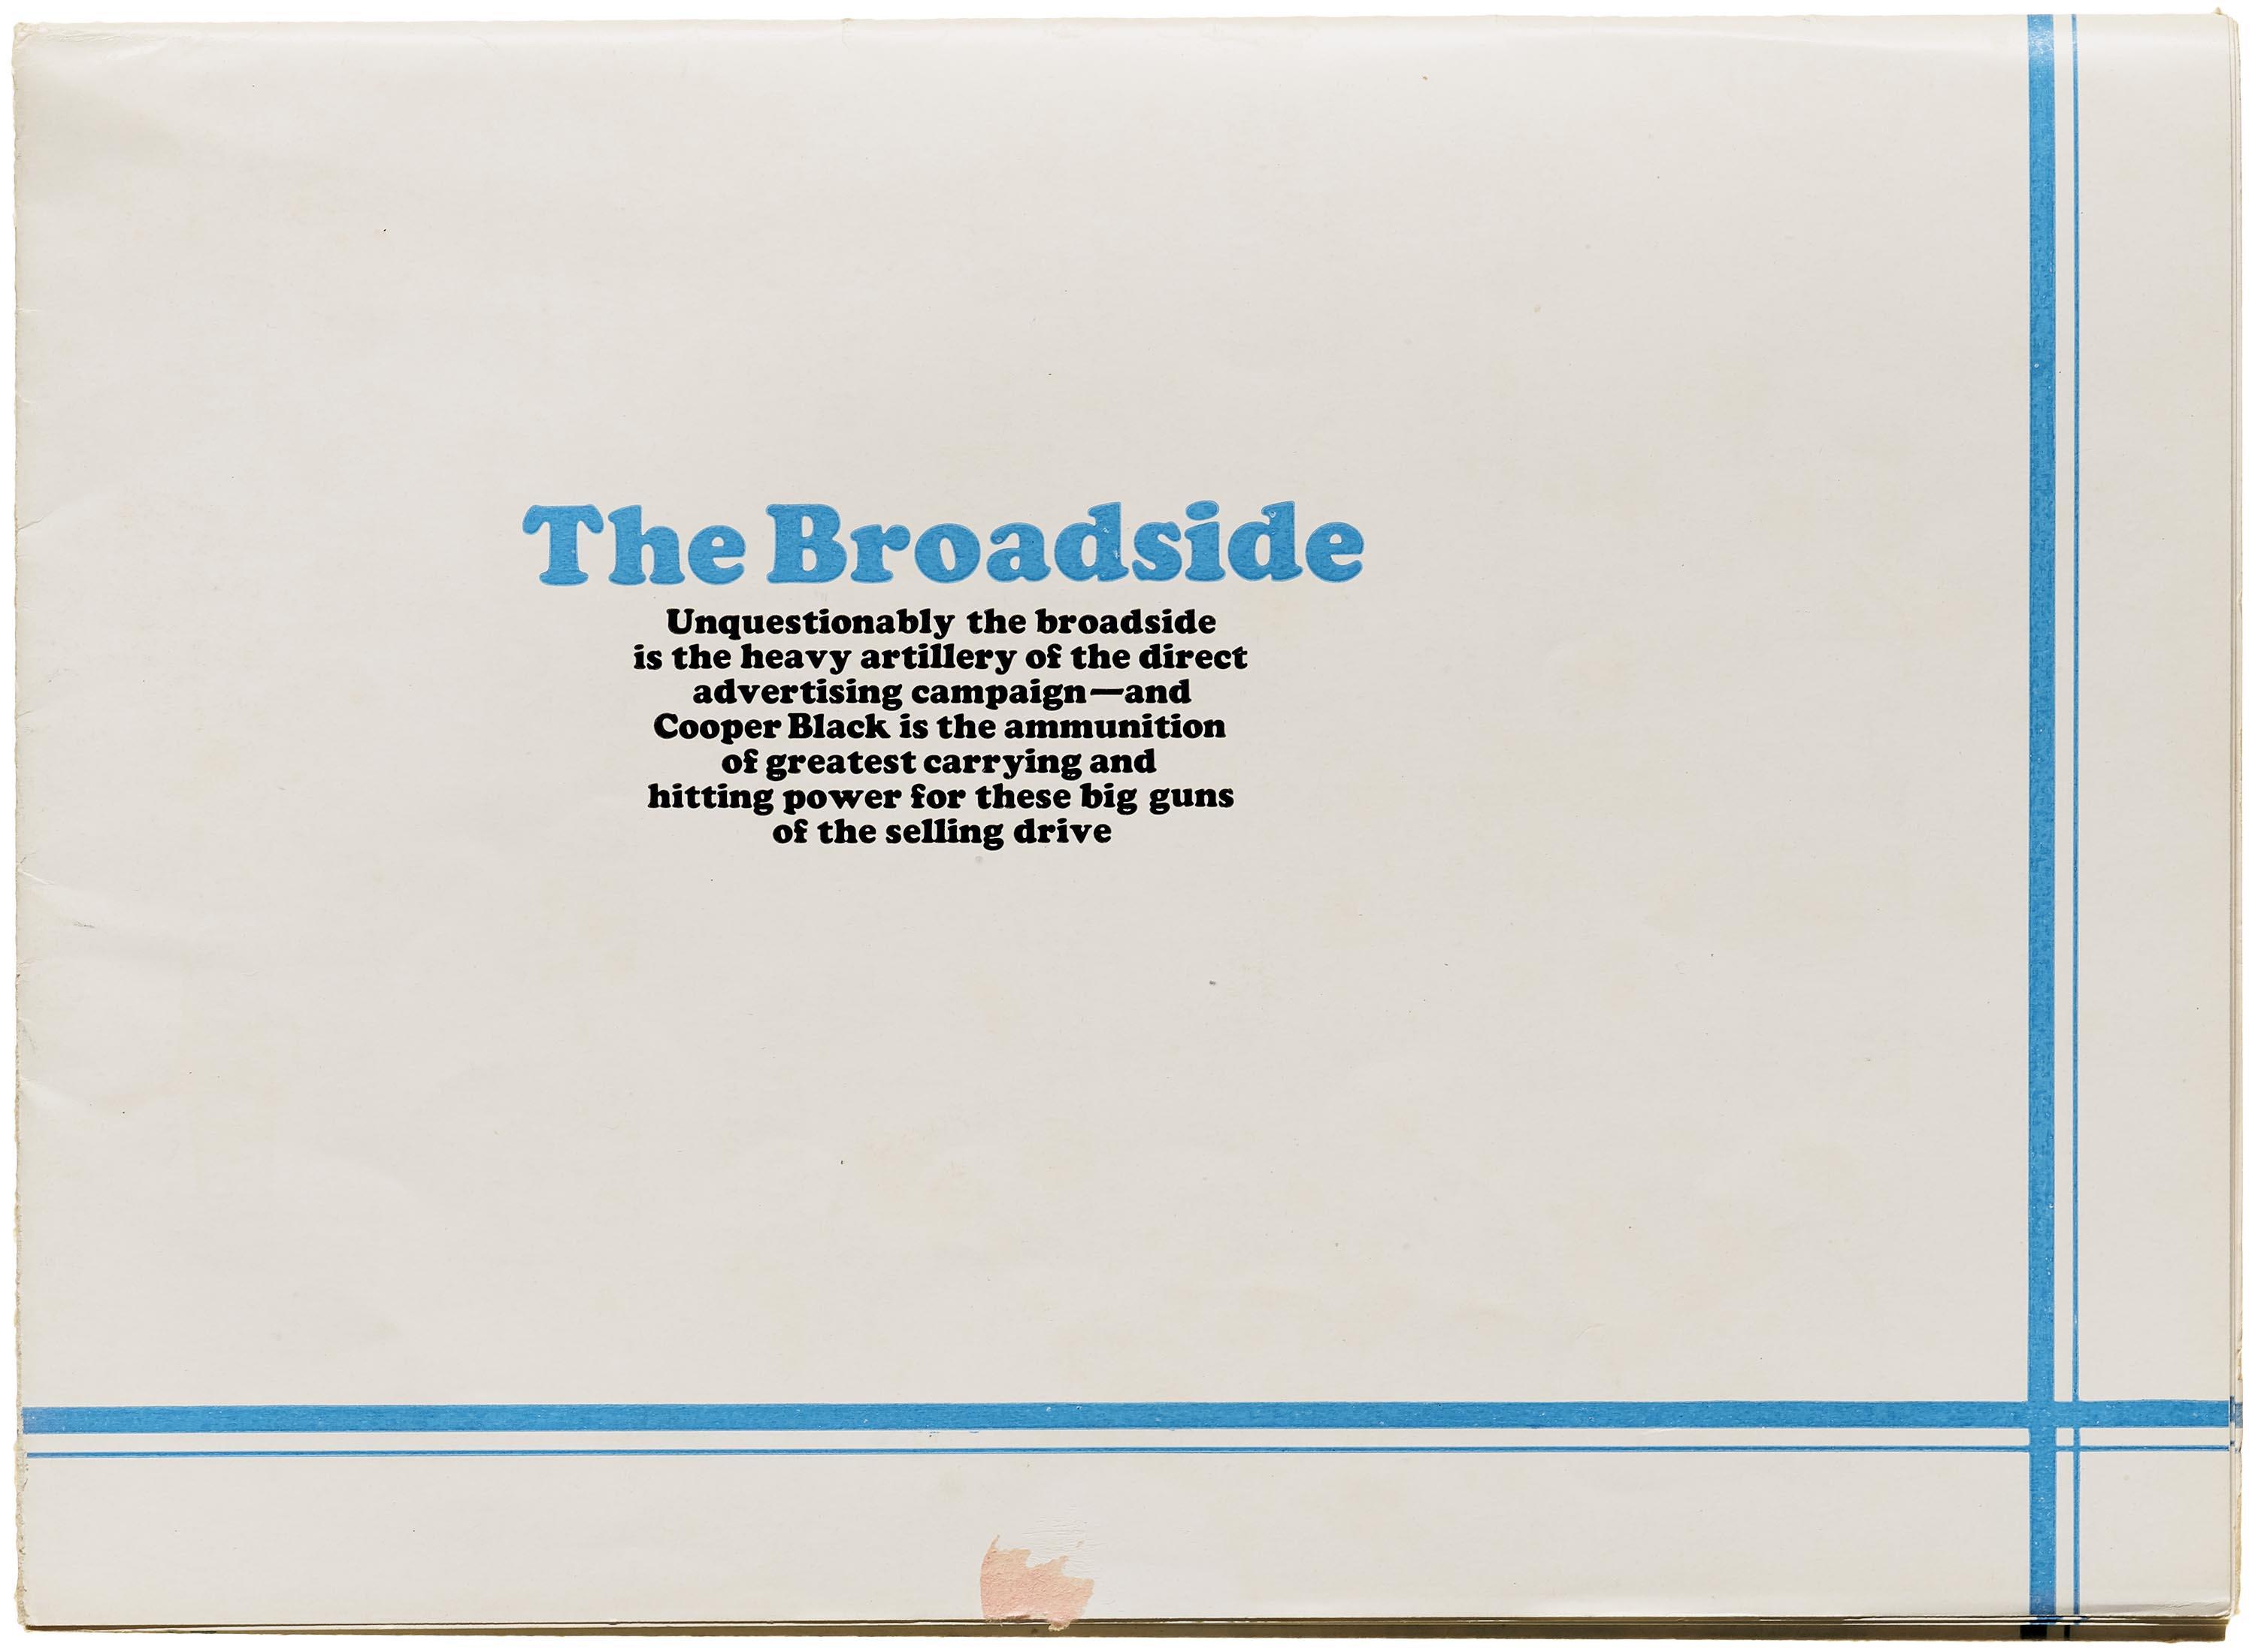 The Broadside
Unquestionably the broadside
is the heavy artillery of the direct
advertising campaign—and
Cooper Black is the ammunition
of greatest carrying and
hitting power for these big guns
of the selling drive